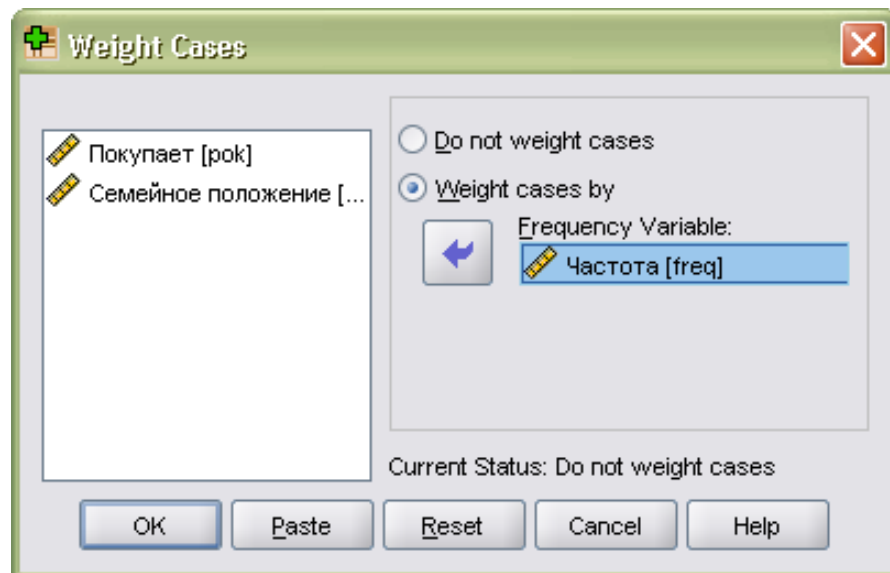 Weight Cases
Покупает [pok]
Семейное положение [...
Do not weight cases
Weight cases by
Frequency Variable:
Частота [freq]
Current Status: Do not weight cases
OK
Paste
Reset
Cancel
Help